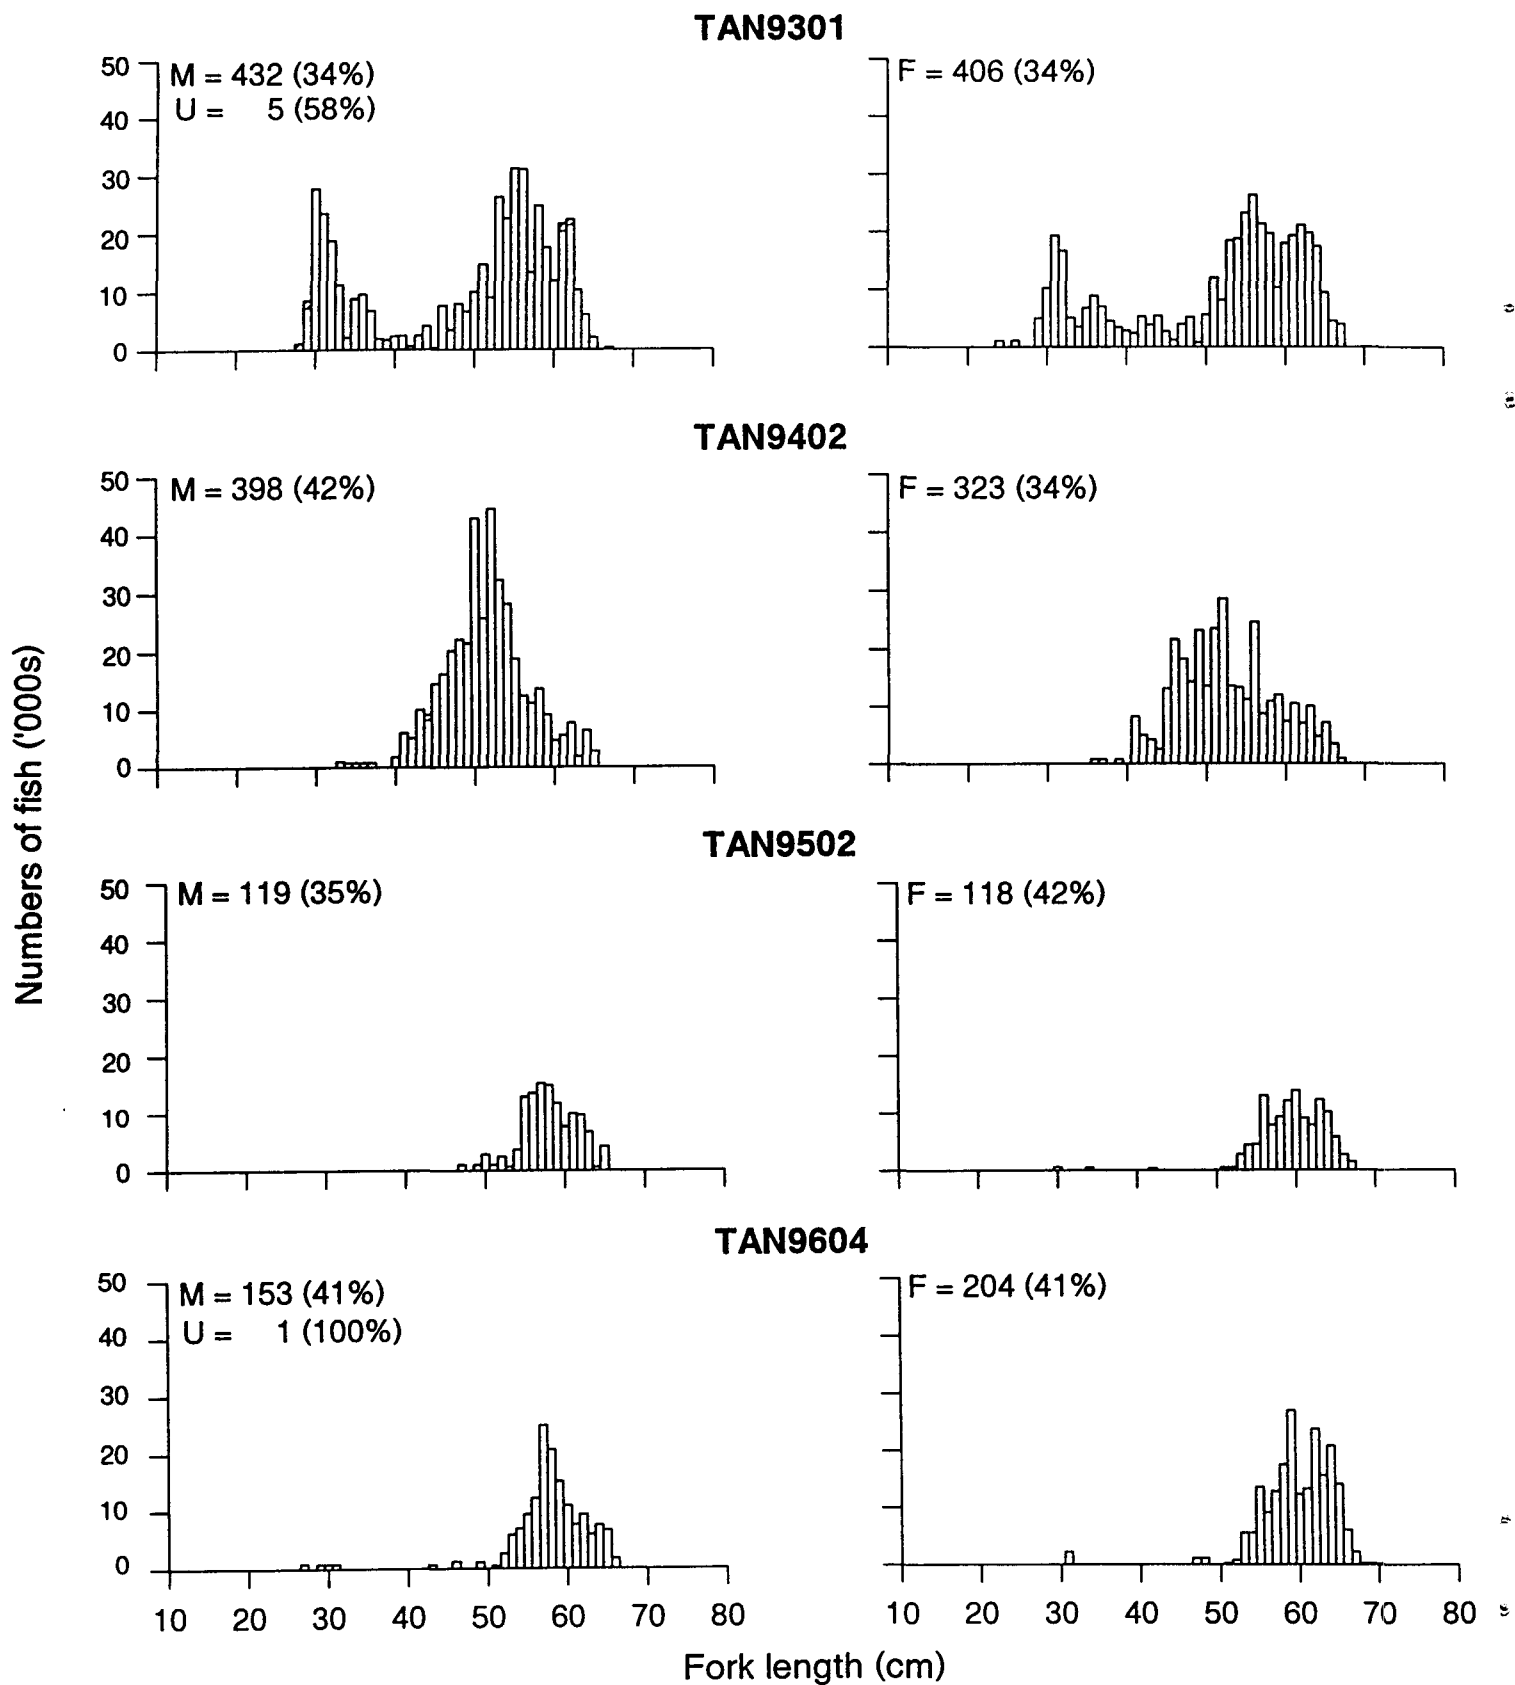 TAN9301
50 M = 432 (34%)
U = 5 (58%)
40
30
20
10
0
F = 406 (34%)
TAN9402
50 M = 398 (42%)
40
30
20
10
0
F = 323 (34%)
Numbers of fish ('000s)
TAN9502
50 M = 119 (35%)
40
30
20
10
0
F = 118 (42%)
TAN9604
50 M = 153 (41%)
U = 1 (100%)
40
30
20
10
0
F = 204 (41%)
10 20 30 40 50 60 70 80
10 20 30 40 50 60 70 80
Fork length (cm)